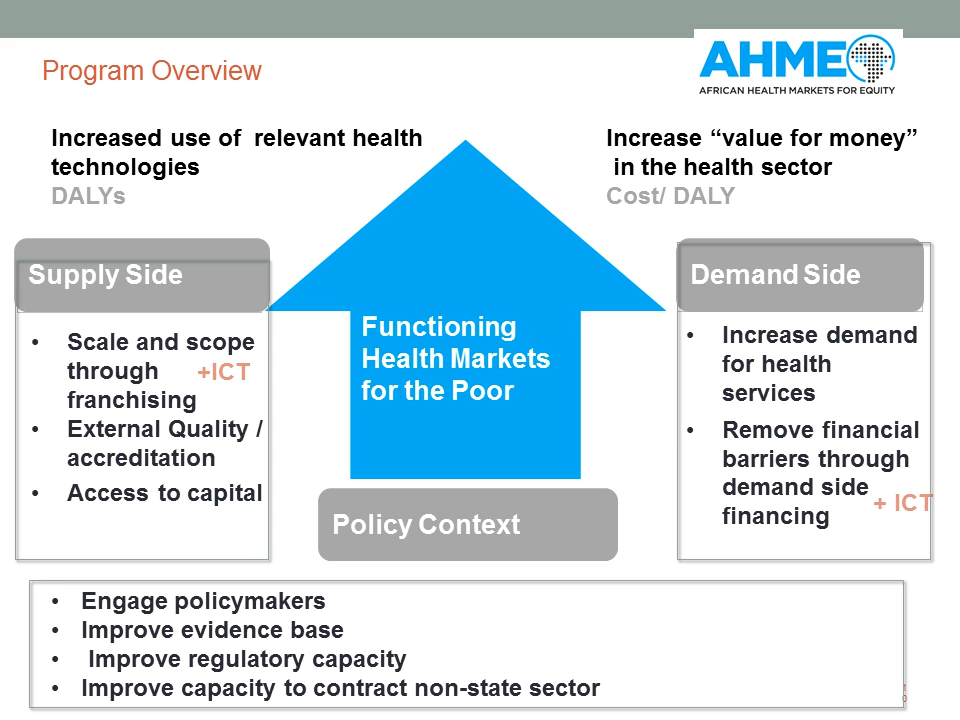 Program Overview
AHME
AFRICAN HEALTH MARKETS FOR EQUITY
Increased use of relevant health
technologies
DALYs
Increase “value for money”
in the health sector
Cost/ DALY
Supply Side
• Scale and scope
through +ICT
franchising
• External Quality /
accreditation
• Access to capital
Functioning
Health Markets
for the Poor
Demand Side
• Increase demand
for health
services
• Remove financial
barriers through
demand side
+ ICT
financing
Policy Context
• Engage policymakers
• Improve evidence base
• Improve regulatory capacity
• Improve capacity to contract non-state sector